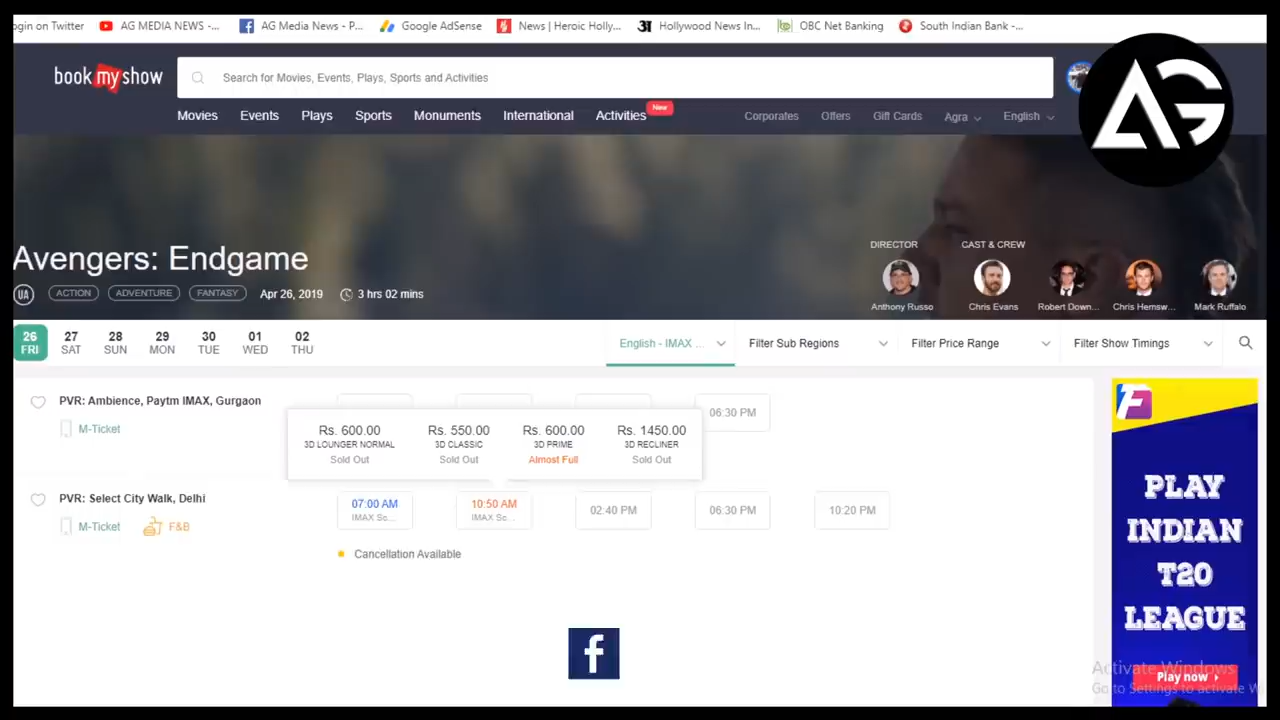 ogin on Twitter AG MEDIA NEWS -... AG Media News - P... Google AdSense News | Heroic Holly... Hollywood News In... OBC Net Banking South Indian Bank -...
book my show Search for Movies, Events, Plays, Sports and Activities
AG
Movies Events Plays Sports Monuments International Activities New Corporates Offers Gift Cards Agra English
DIRECTOR CAST & CREW
Avengers: Endgame
UA ACTION ADVENTURE FANTASY Apr 26, 2019 3 hrs 02 mins
Anthony Russo Chris Evans Robert Down... Chris Hemsw... Mark Ruffalo
26 27 28 29 30 01 02
FRI SAT SUN MON TUE WED THU
English - IMAX ... Filter Sub Regions Filter Price Range Filter Show Timings
PVR: Ambience, Paytm IMAX, Gurgaon 06:30 PM
M-Ticket
Rs. 600.00 Rs. 550.00 Rs. 600.00 Rs. 1450.00
3D LOUNGER NORMAL 3D CLASSIC 3D PRIME 3D RECLINER
Sold Out Sold Out Almost Full Sold Out
PVR: Select City Walk, Delhi 07:00 AM 10:50 AM 02:40 PM 06:30 PM 10:20 PM
IMAX Sc... IMAX Sc...
M-Ticket F&B
Cancellation Available
f
F
PLAY
INDIAN
T20
LEAGUE
Play now
Activate Windows
Go to Settings to activate W